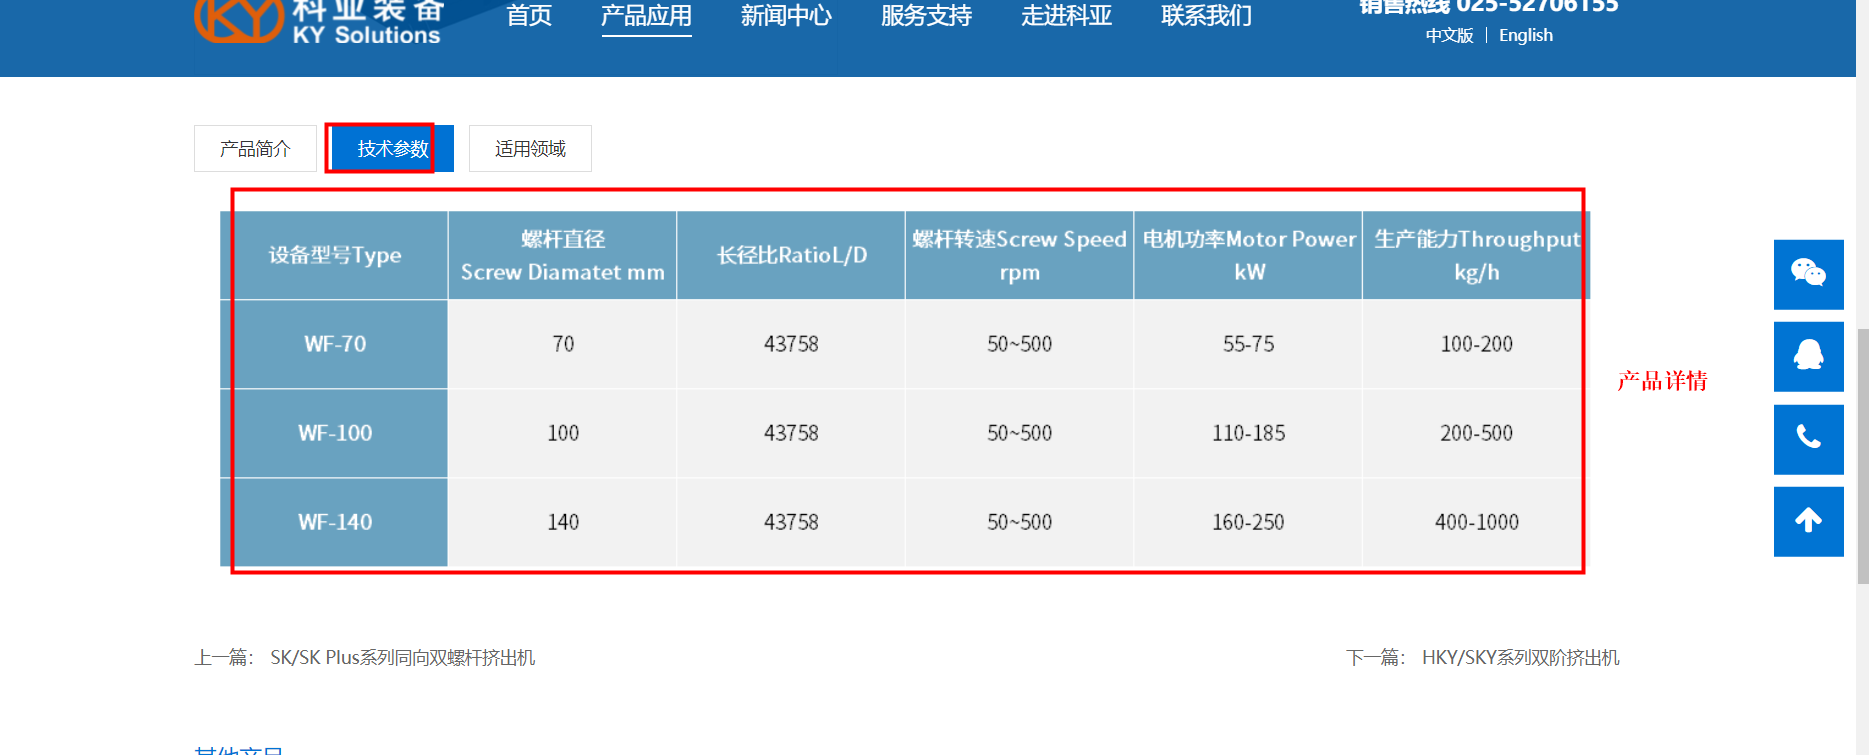 科亚装备
KY Solutions
首页 产品应用 新闻中心 服务支持 走进科亚 联系我们
销售热线 025-52706155
中文版 | English
产品简介 技术参数 适用领域
设备型号Type 螺杆直径 Screw Diamatet mm 长径比RatioL/D 螺杆转速Screw Speed rpm 电机功率Motor Power kW 生产能力Throughput kg/h
WF-70 70 43758 50~500 55-75 100-200
WF-100 100 43758 50~500 110-185 200-500
WF-140 140 43758 50~500 160-250 400-1000
产品详情
上一篇： SK/SK Plus系列同向双螺杆挤出机
下一篇： HKY/SKY系列双阶挤出机
其他产品